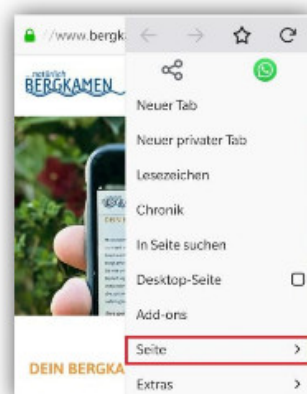 //www.bergk
natürlich
BERGKAMEN
Neuer Tab
Neuer privater Tab
Lesezeichen
Chronik
In Seite suchen
Desktop-Seite
Add-ons
Seite
DEIN BERGKA
Extras